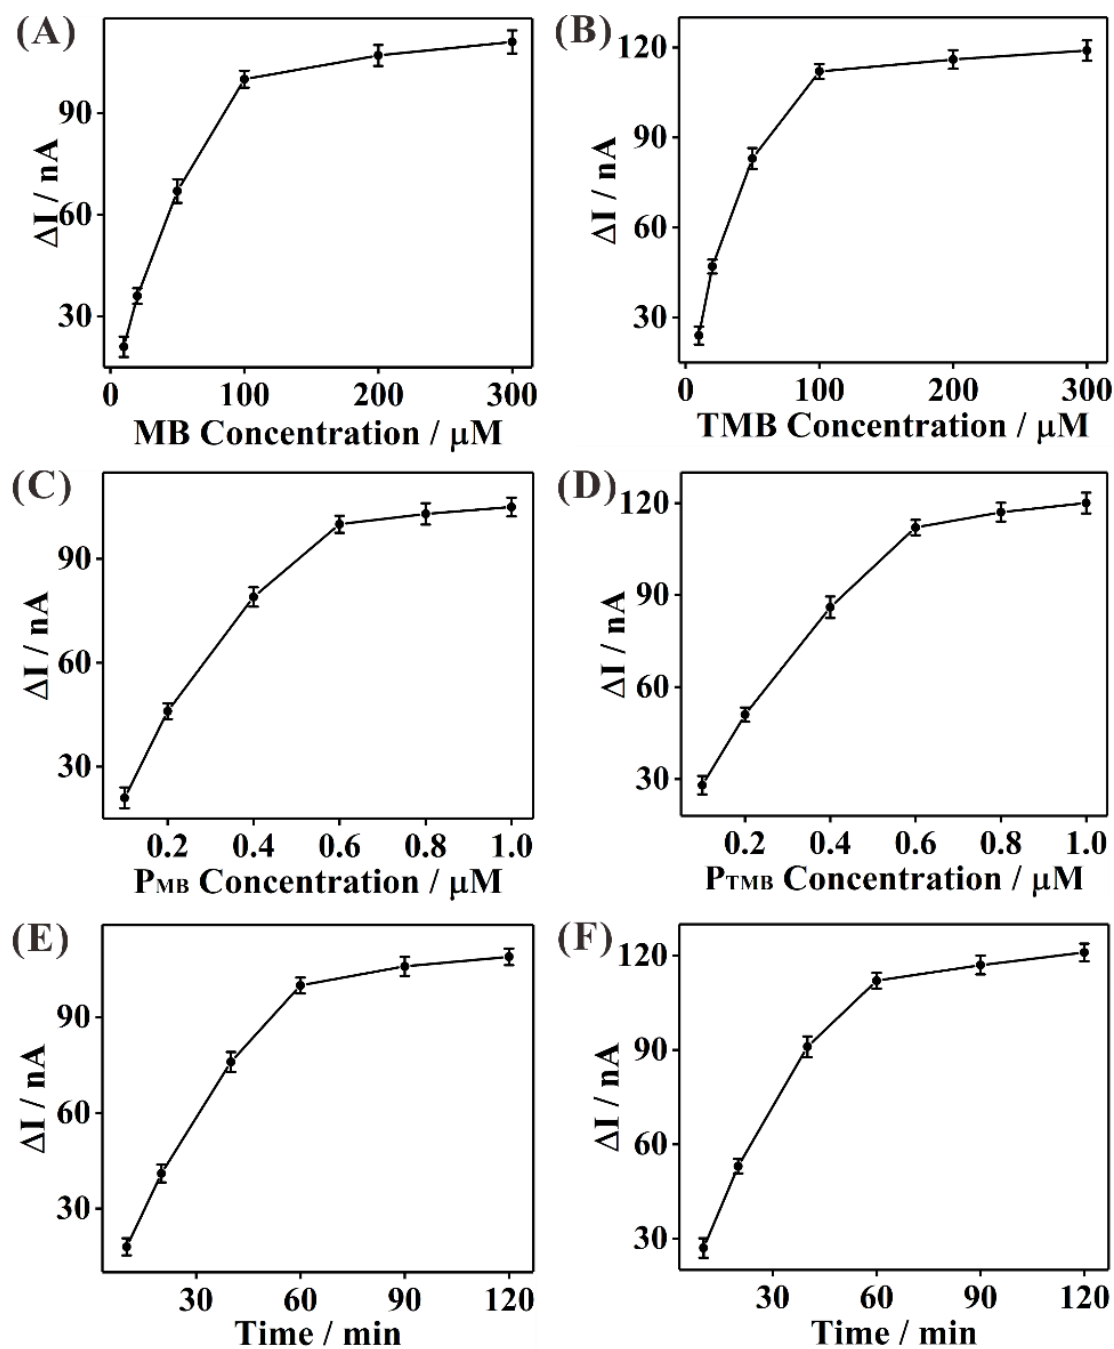 (A)
90
60
30
ΔI / nA
0 100 200 300
MB Concentration / μM
(B)
120
90
60
30
ΔI / nA
0 100 200 300
TMB Concentration / μM
(C)
90
60
30
ΔI / nA
0.2 0.4 0.6 0.8 1.0
PMB Concentration / μM
(D)
120
90
60
30
ΔI / nA
0.2 0.4 0.6 0.8 1.0
PTMB Concentration / μM
(E)
90
60
30
ΔI / nA
30 60 90 120
Time / min
(F)
120
90
60
30
ΔI / nA
30 60 90 120
Time / min